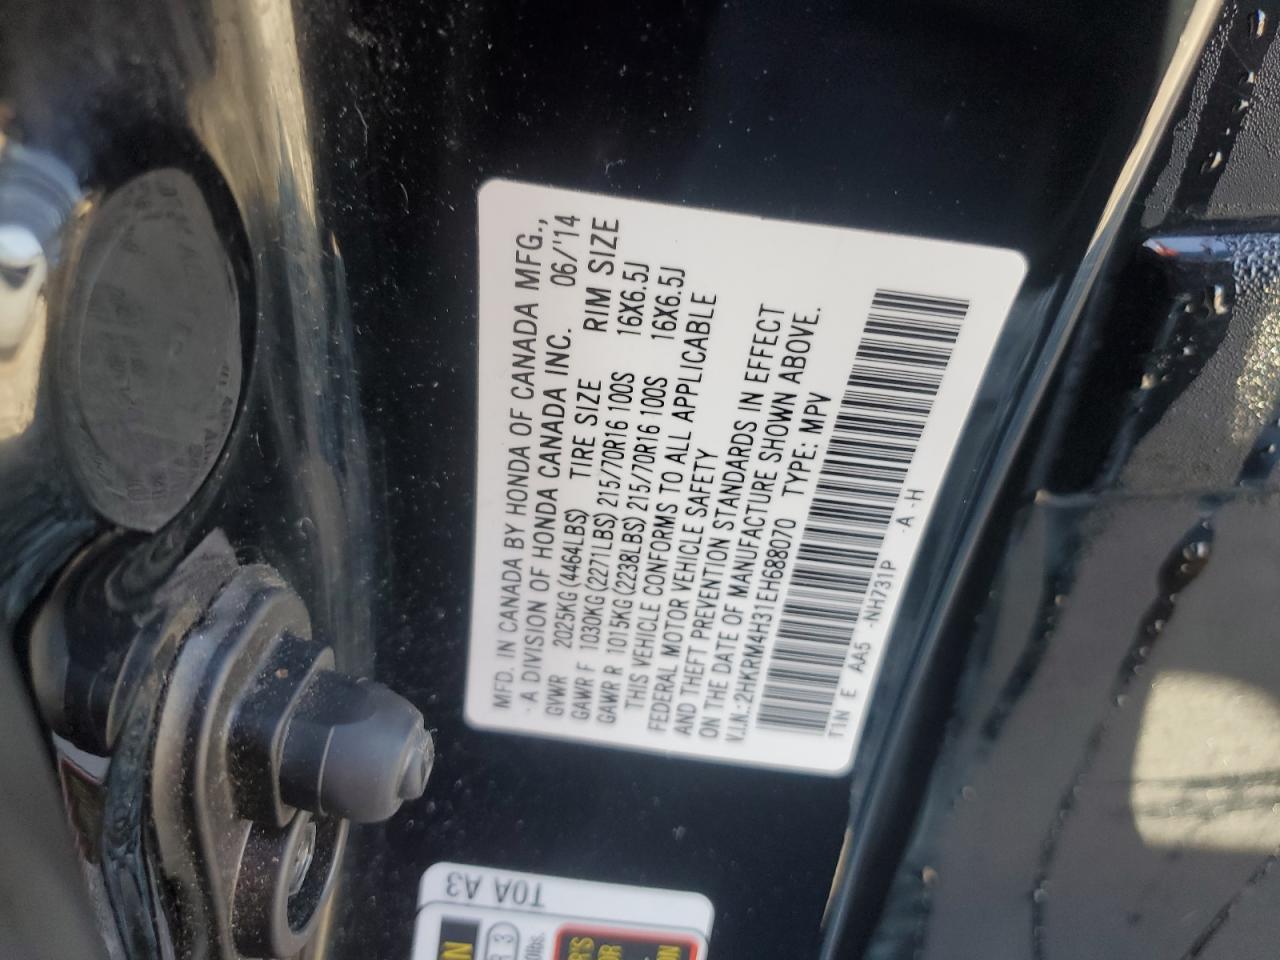 MFD. IN CANADA BY HONDA OF CANADA MFG.,
- A DIVISION OF HONDA CANADA INC. 06/'14
GVWR 2025KG (4464LBS) TIRE SIZE RIM SIZE
GAWR F 1030KG (2271LBS) 215/70R16 100S 16X6.5J
GAWR R 1015KG (2238LBS) 215/70R16 100S 16X6.5J
THIS VEHICLE CONFORMS TO ALL APPLICABLE
FEDERAL MOTOR VEHICLE SAFETY
AND THEFT PREVENTION STANDARDS IN EFFECT
ON THE DATE OF MANUFACTURE SHOWN ABOVE.
V.I.N.:2HKRM4H31EH688070 TYPE: MPV
TIN E AA5 -NH731P -A -H
T0A A3